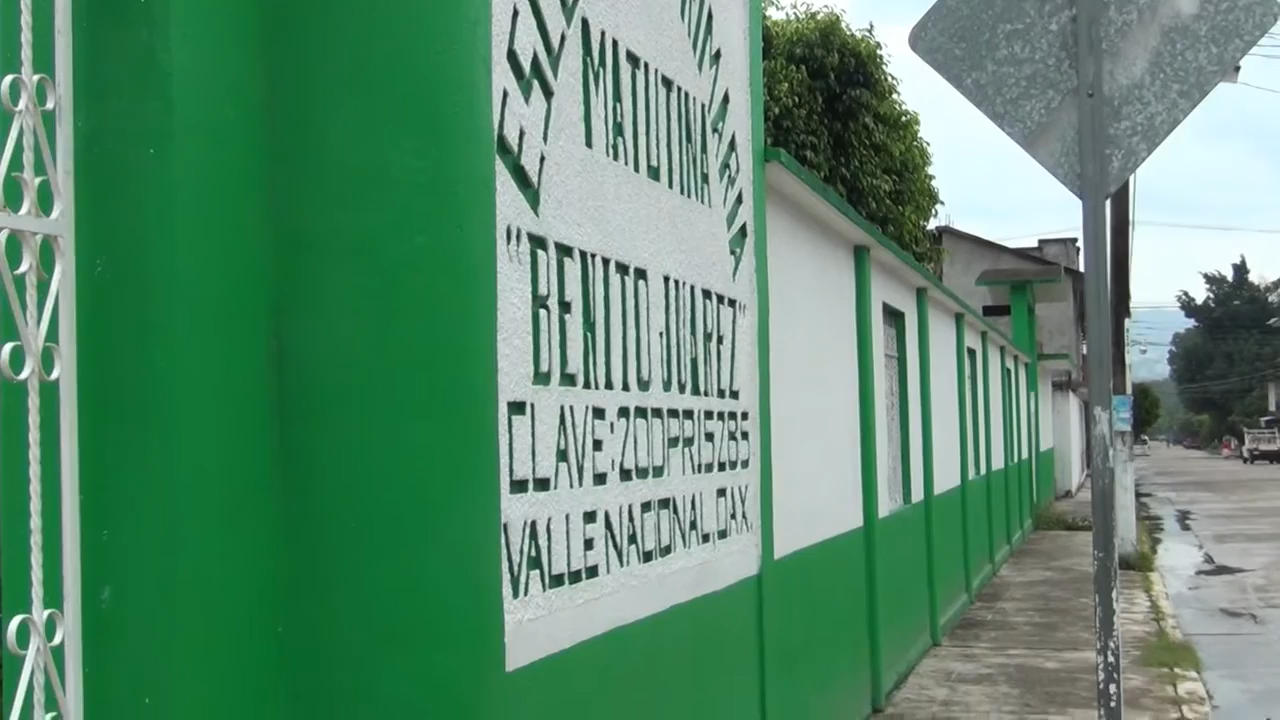 MATUTINA
"BENITO JUAREZ"
CLAVE:20DPR1528S
VALLE NACIONAL, OAX.